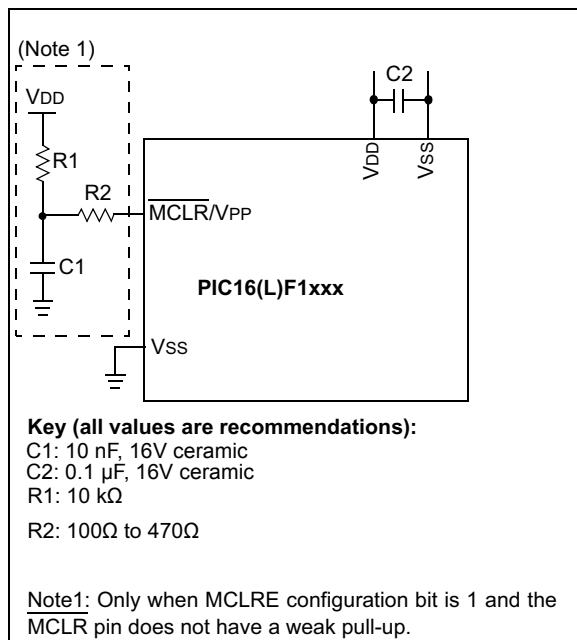 (Note 1)
C2
VDD
R1
R2
VDD
VSS
MCLR/VPP
C1
PIC16(L)F1xxx
VSS
Key (all values are recommendations):
C1: 10 nF, 16V ceramic
C2: 0.1 µF, 16V ceramic
R1: 10 kΩ
R2: 100Ω to 470Ω
Note1: Only when MCLRE configuration bit is 1 and the
MCLR pin does not have a weak pull-up.